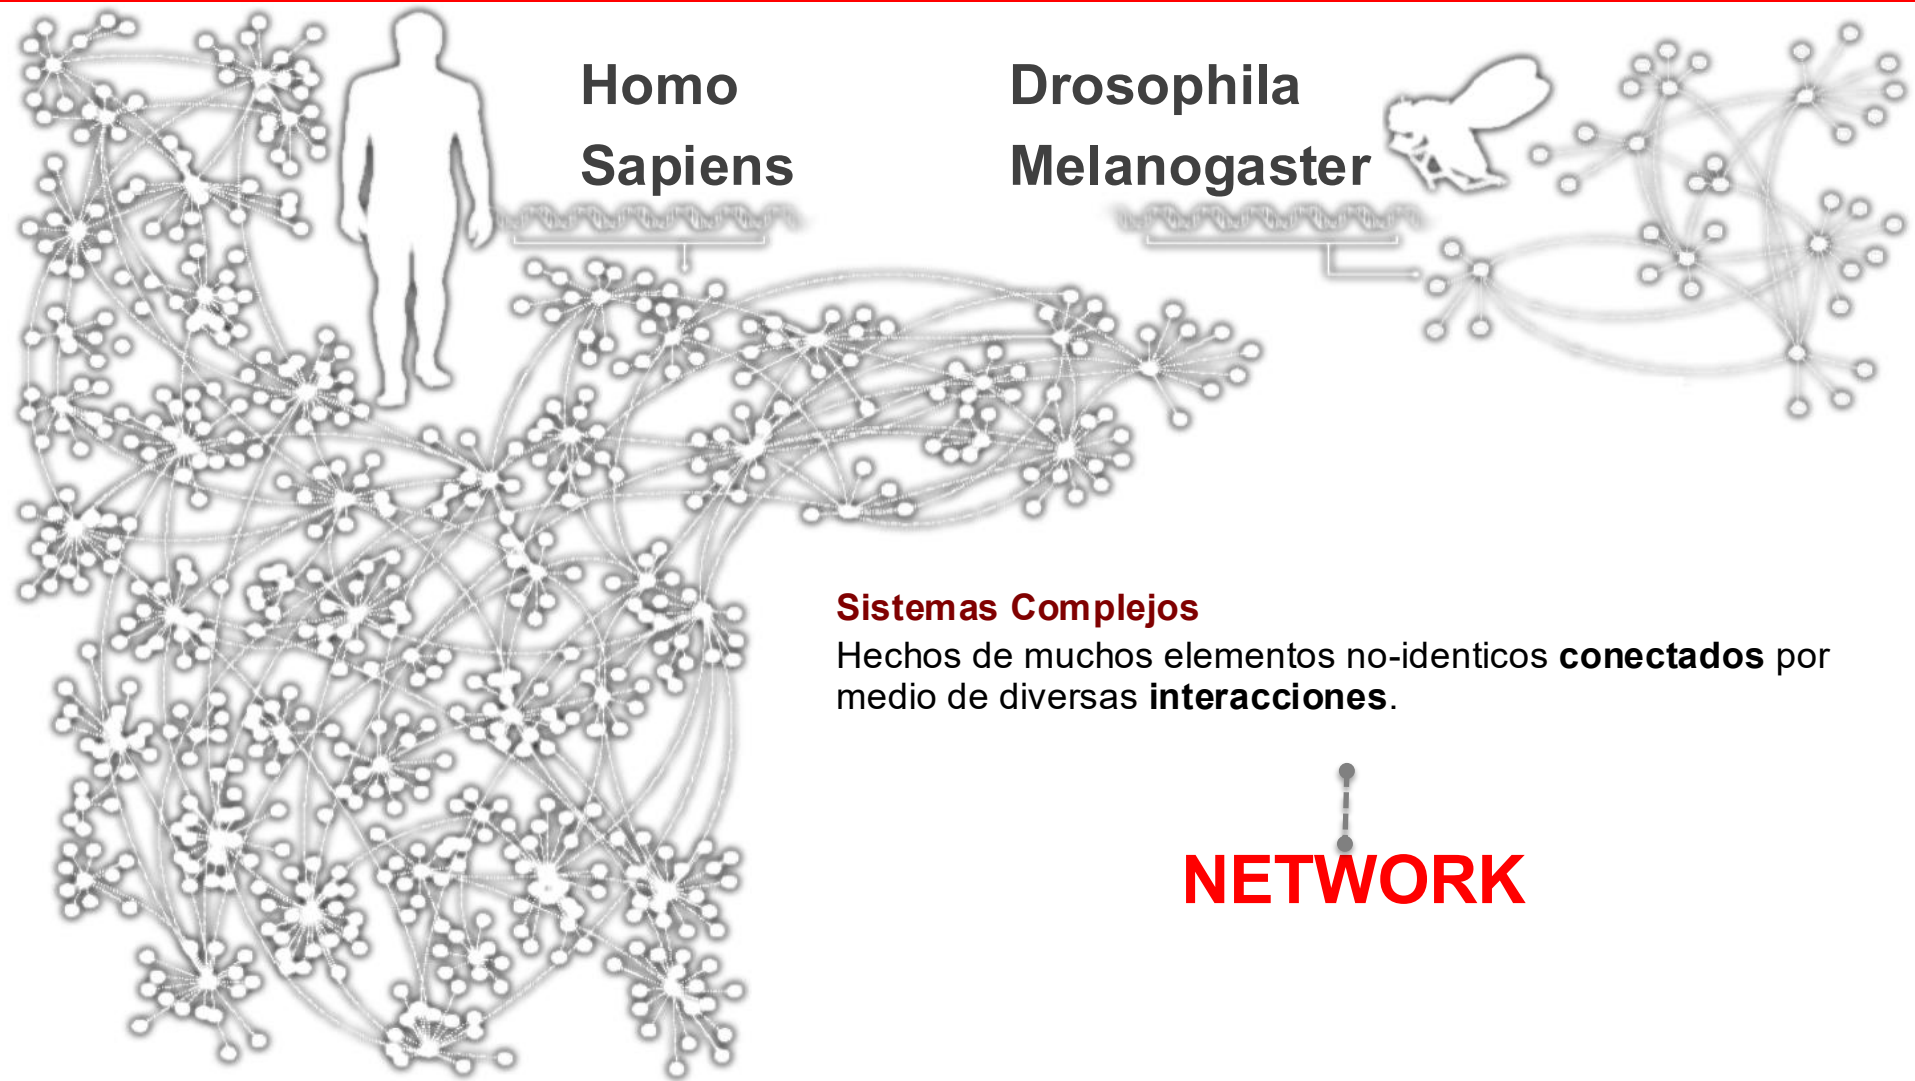 Homo
Sapiens
Drosophila
Melanogaster
Sistemas Complejos
Hechos de muchos elementos no-identicos conectados por
medio de diversas interacciones.
NETWORK